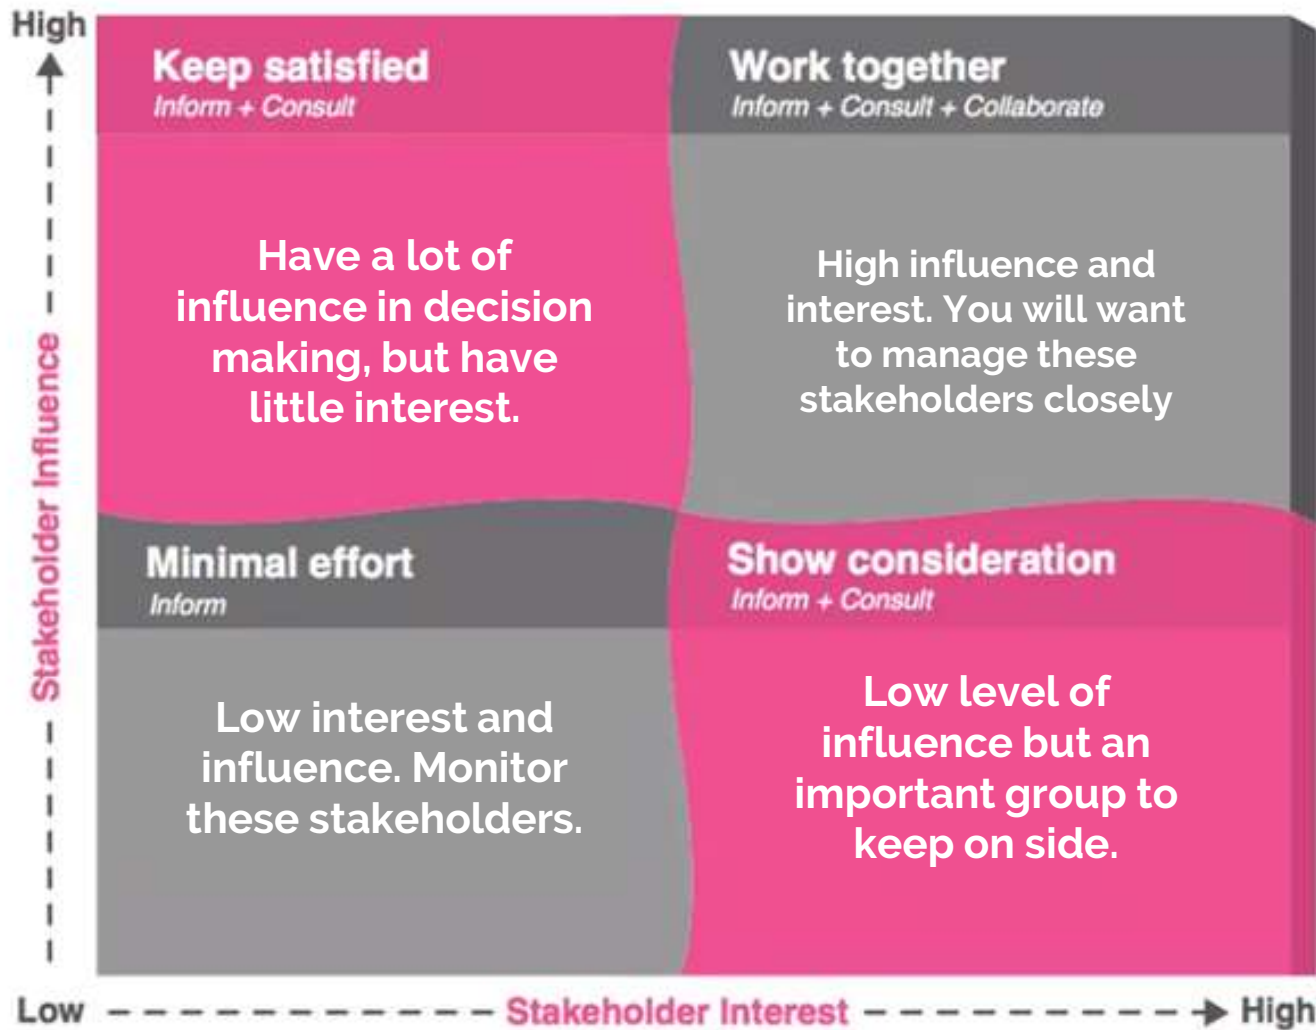 High
Keep satisfied
Inform + Consult
Have a lot of
influence in decision
making, but have
little interest.
Work together
Inform + Consult + Collaborate
High influence and
interest. You will want
to manage these
stakeholders closely
Stakeholder Influence
Minimal effort
Inform
Low interest and
influence. Monitor
these stakeholders.
Show consideration
Inform + Consult
Low level of
influence but an
important group to
keep on side.
Low
Stakeholder Interest
High